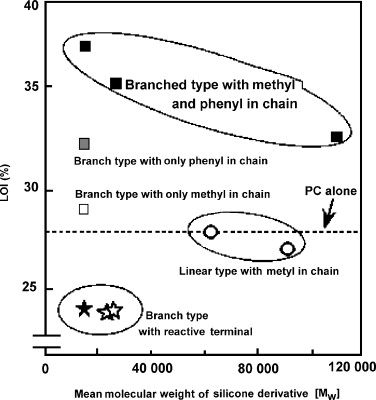 40
Branched type with methyl
and phenyl in chain
35
Branch type with only phenyl in chain
LOI (%)
30
Branch type with only methyl in chain
PC alone
Linear type with metyl in chain
25
Branch type
with reactive terminal
0
40 000
80 000
120 000
Mean molecular weight of silicone derivative [MW]